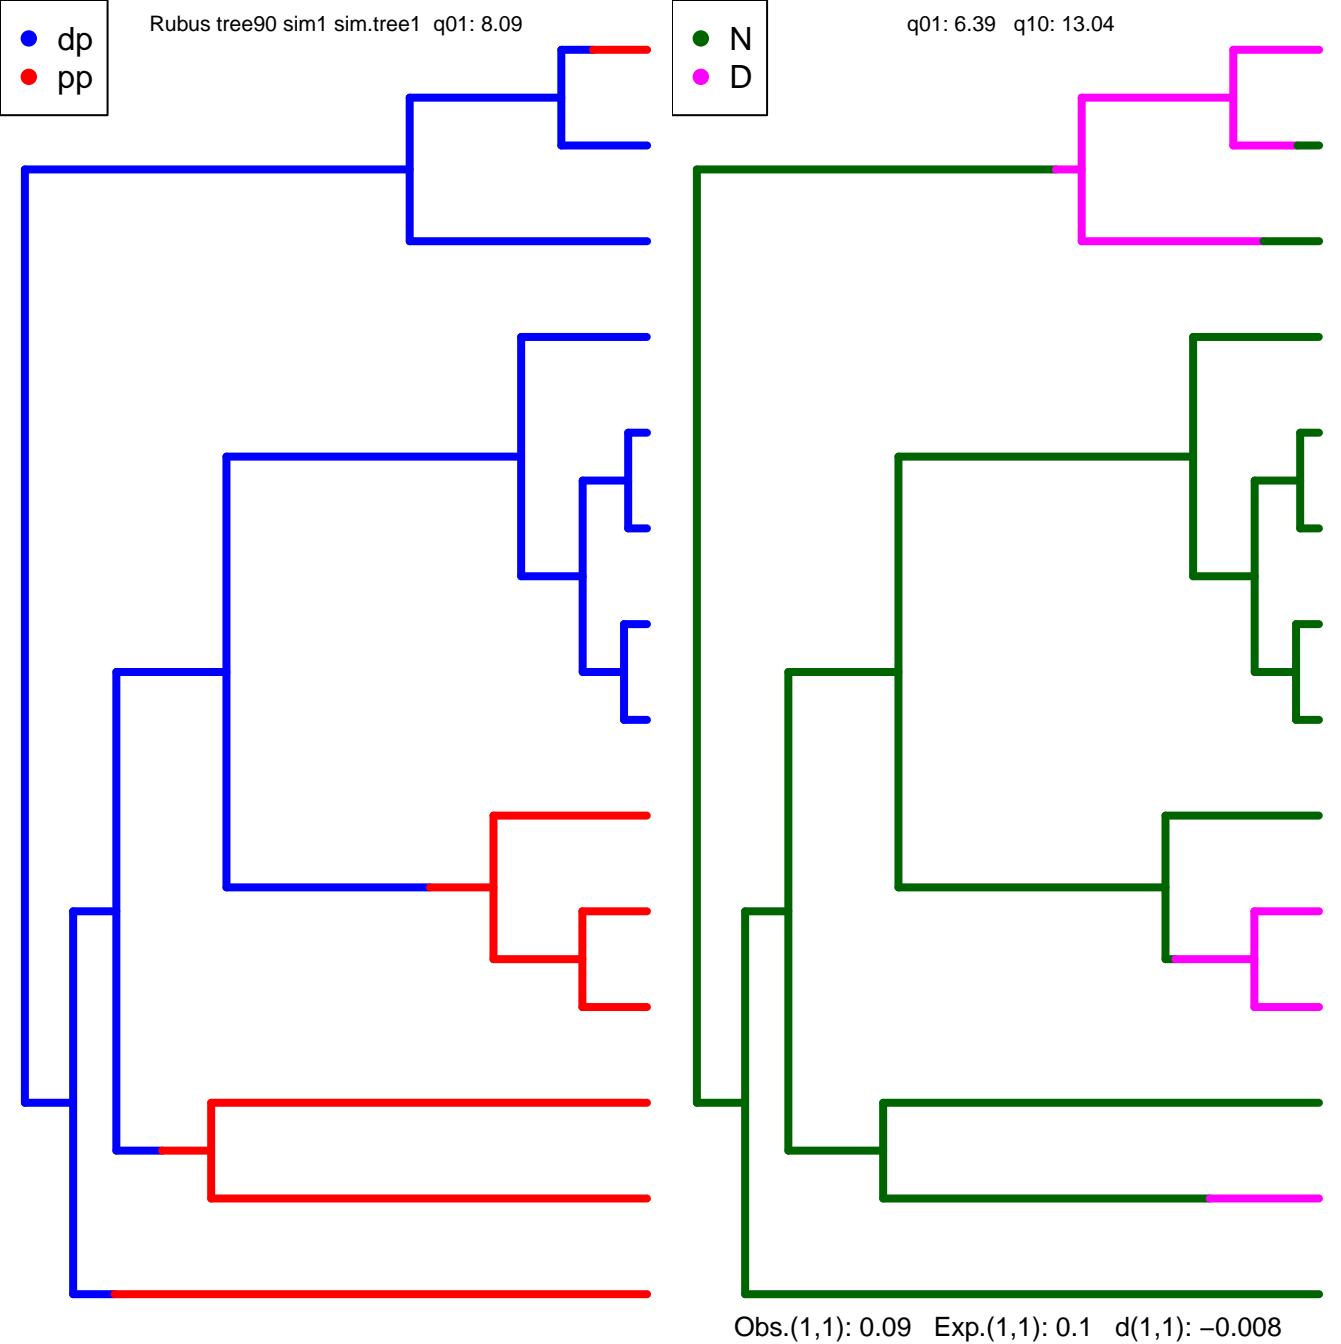 dp
pp
Rubus tree90 sim1 sim.tree1  q01: 8.09
N
D
q01: 6.39   q10: 13.04
Obs.(1,1): 0.09   Exp.(1,1): 0.1   d(1,1): −0.008